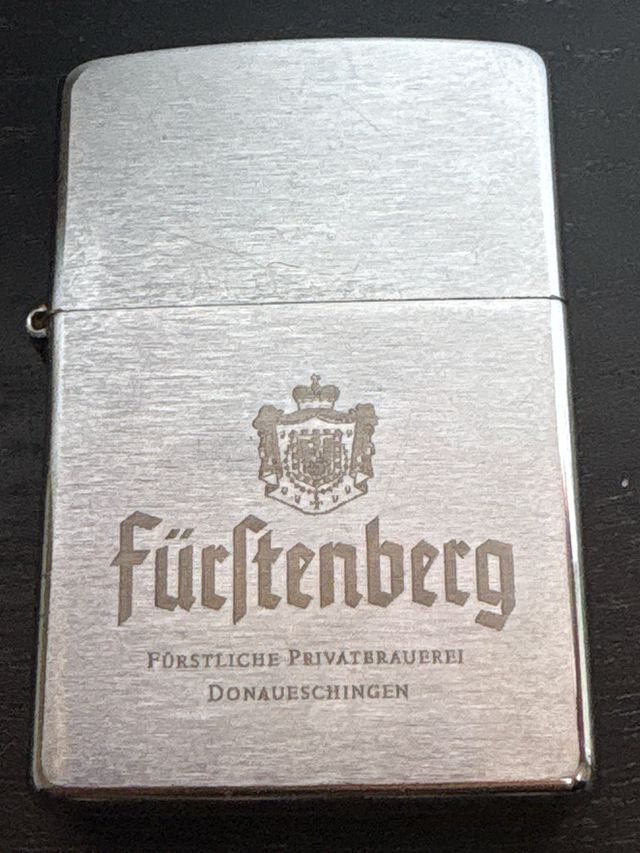 Fürſtenberg
Fürstliche Privatbrauerei
Donaueschingen